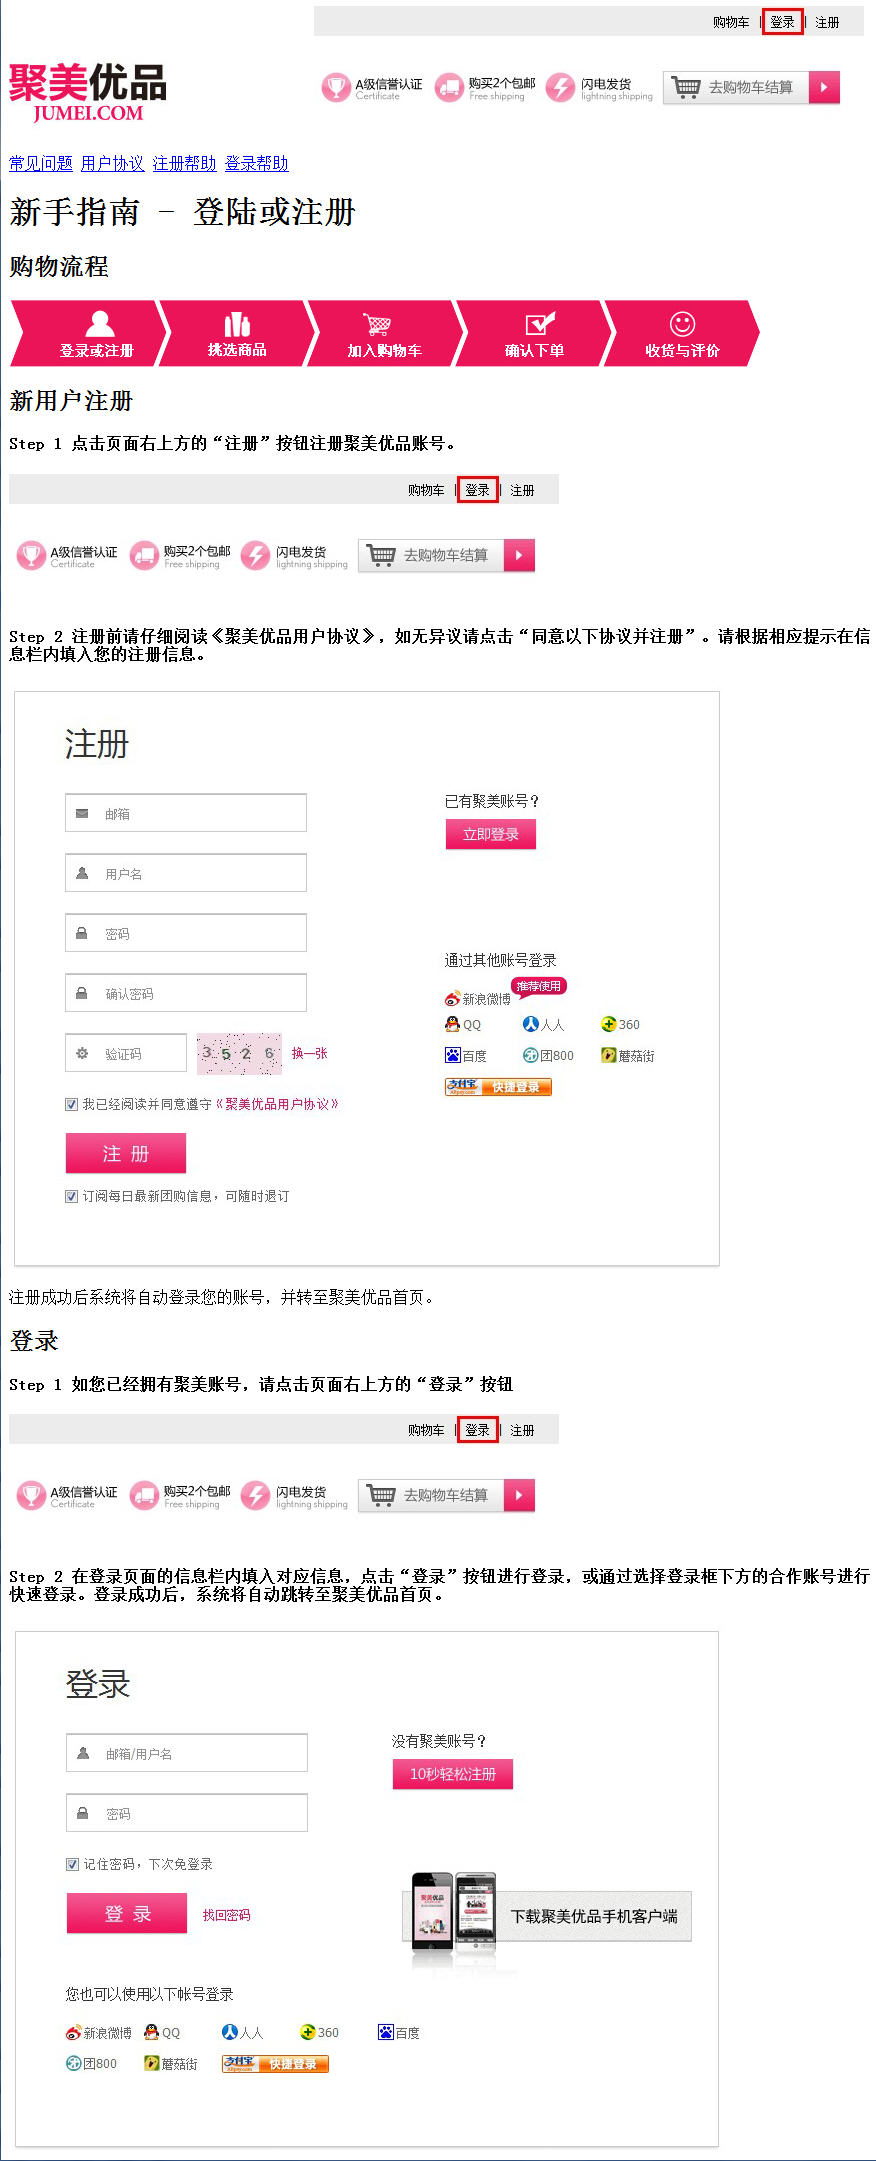 购物车 | 登录 | 注册
聚美优品
JUMEI.COM
A级信誉认证 购买2个包邮 闪电发货 去购物车结算
Certificate Free shipping lightning shipping
常见问题 用户协议 注册帮助 登录帮助
新手指南 - 登陆或注册
购物流程
登录或注册 挑选商品 加入购物车 确认下单 收货与评价
新用户注册
Step 1 点击页面右上方的“注册”按钮注册聚美优品账号。
购物车 | 登录 | 注册
A级信誉认证 购买2个包邮 闪电发货 去购物车结算
Certificate Free shipping lightning shipping
Step 2 注册前请仔细阅读《聚美优品用户协议》，如无异议请点击“同意以下协议并注册”。请根据相应提示在信
息栏内填入您的注册信息。
注册
邮箱
已有聚美账号？
立即登录
用户名
密码
通过其他账号登录
确认密码
推荐使用
新浪微博
QQ 人人 360
验证码 3526 换一张
百度 团800 蘑菇街
支付宝 快捷登录
Alipay.com
我已经阅读并同意遵守《聚美优品用户协议》
注 册
订阅每日最新团购信息，可随时退订
注册成功后系统将自动登录您的账号，并转至聚美优品首页。
登录
Step 1 如您已经拥有聚美账号，请点击页面右上方的“登录”按钮
购物车 | 登录 | 注册
A级信誉认证 购买2个包邮 闪电发货 去购物车结算
Certificate Free shipping lightning shipping
Step 2 在登录页面的信息栏内填入对应信息，点击“登录”按钮进行登录，或通过选择登录框下方的合作账号进行
快速登录。登录成功后，系统将自动跳转至聚美优品首页。
登录
邮箱/用户名
没有聚美账号？
10秒轻松注册
密码
记住密码，下次免登录
登 录 找回密码
聚美优品
下载聚美优品手机客户端
您也可以使用以下帐号登录
新浪微博 QQ 人人 360 百度
团800 蘑菇街 支付宝 快捷登录
Alipay.com